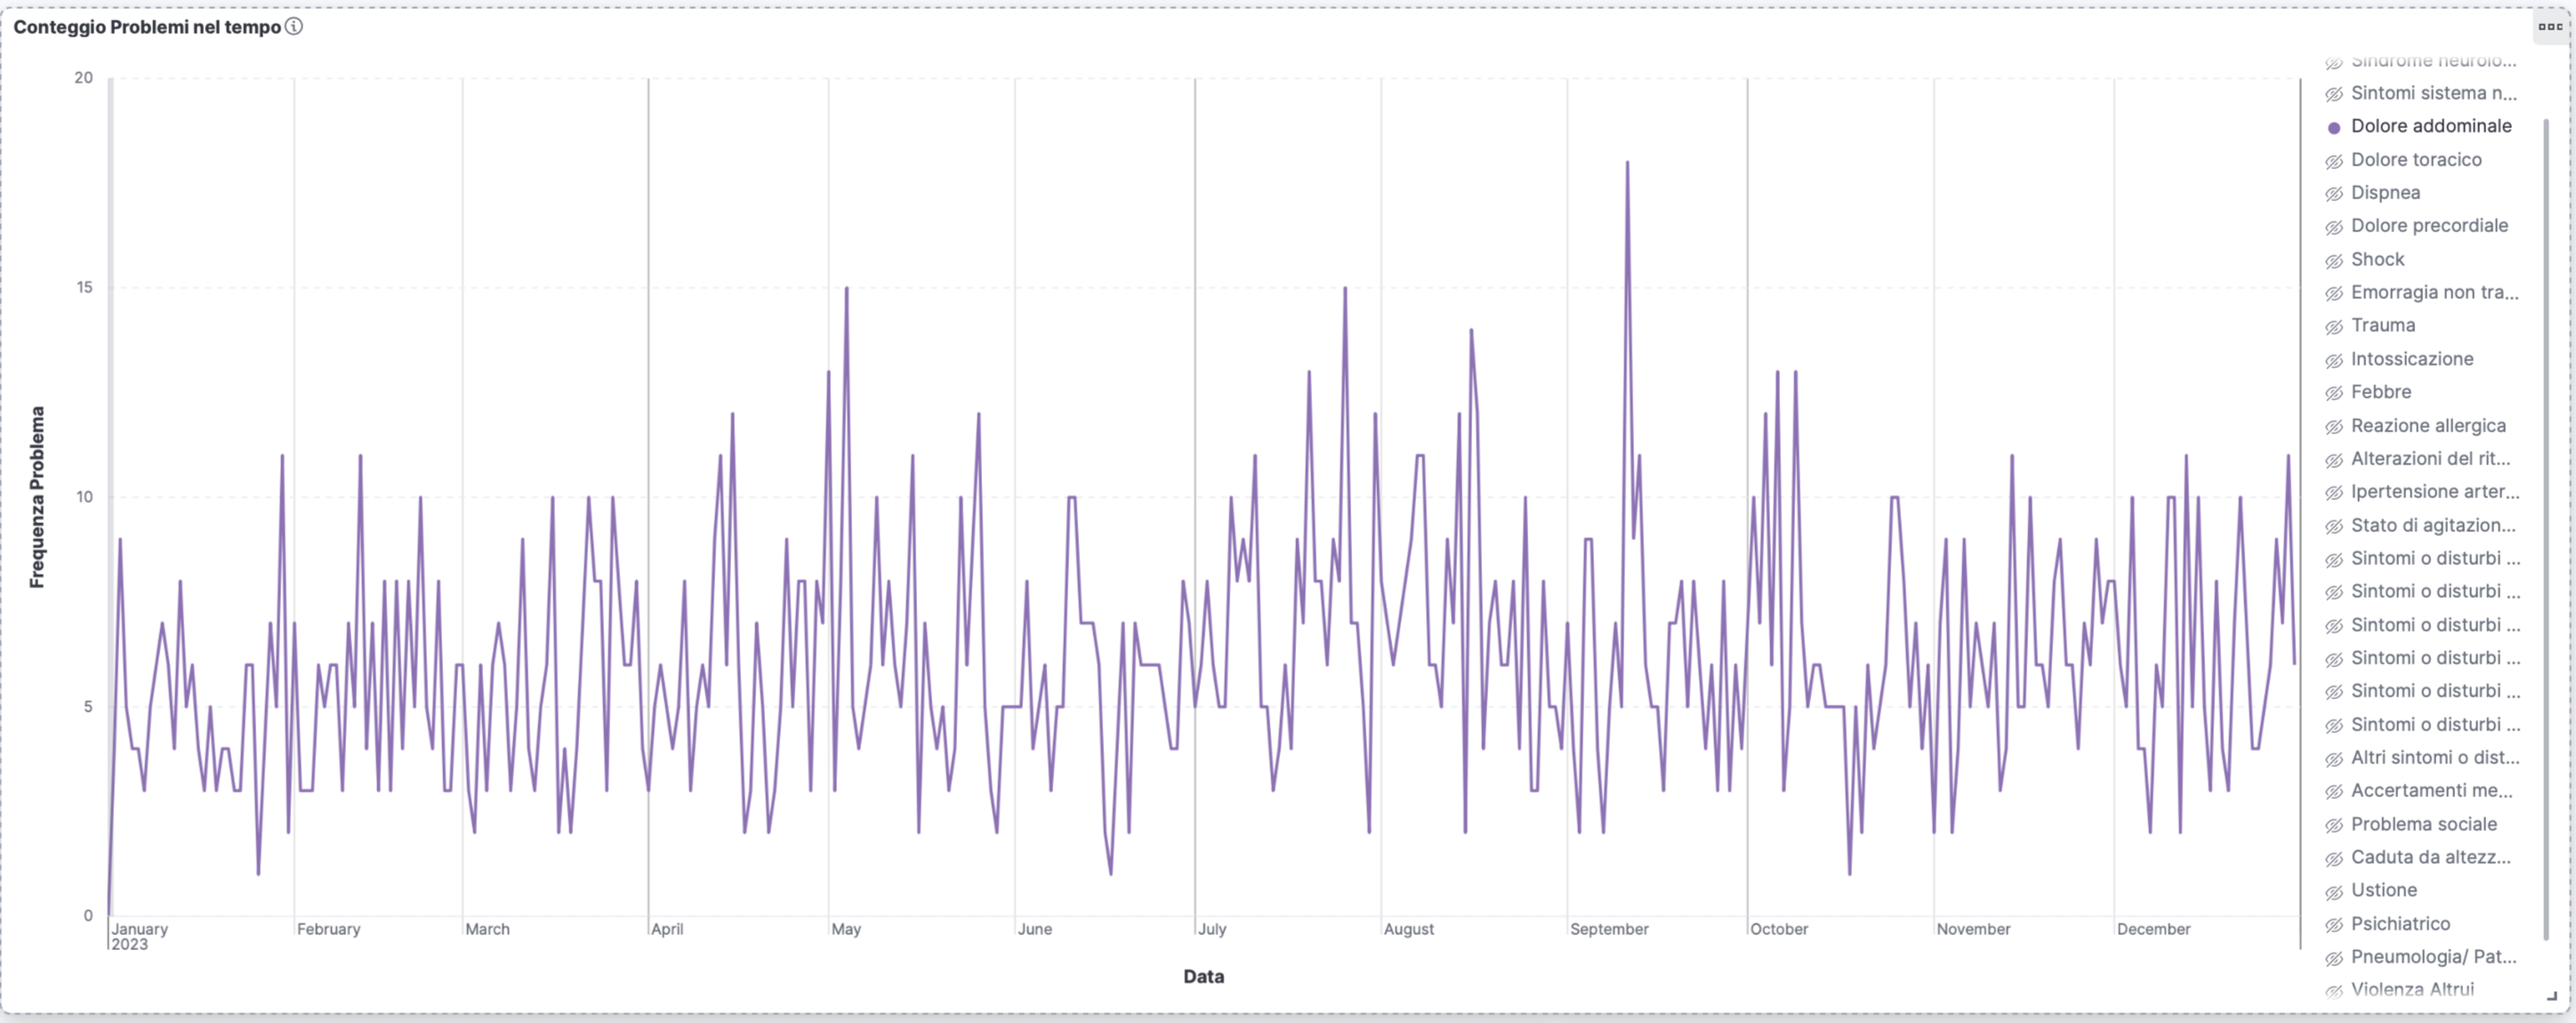 Conteggio Problemi nel tempo
20
15
10
5
0
Frequenza Problema
January
2023
February
March
April
May
June
July
August
September
October
November
December
Data
Sindrome neurolo...
Sintomi sistema n...
Dolore addominale
Dolore toracico
Dispnea
Dolore precordiale
Shock
Emorragia non tra...
Trauma
Intossicazione
Febbre
Reazione allergica
Alterazioni del rit...
Ipertensione arter...
Stato di agitazion...
Sintomi o disturbi ...
Sintomi o disturbi ...
Sintomi o disturbi ...
Sintomi o disturbi ...
Sintomi o disturbi ...
Sintomi o disturbi ...
Altri sintomi o dist...
Accertamenti me...
Problema sociale
Caduta da altezz...
Ustione
Psichiatrico
Pneumologia/ Pat...
Violenza Altrui